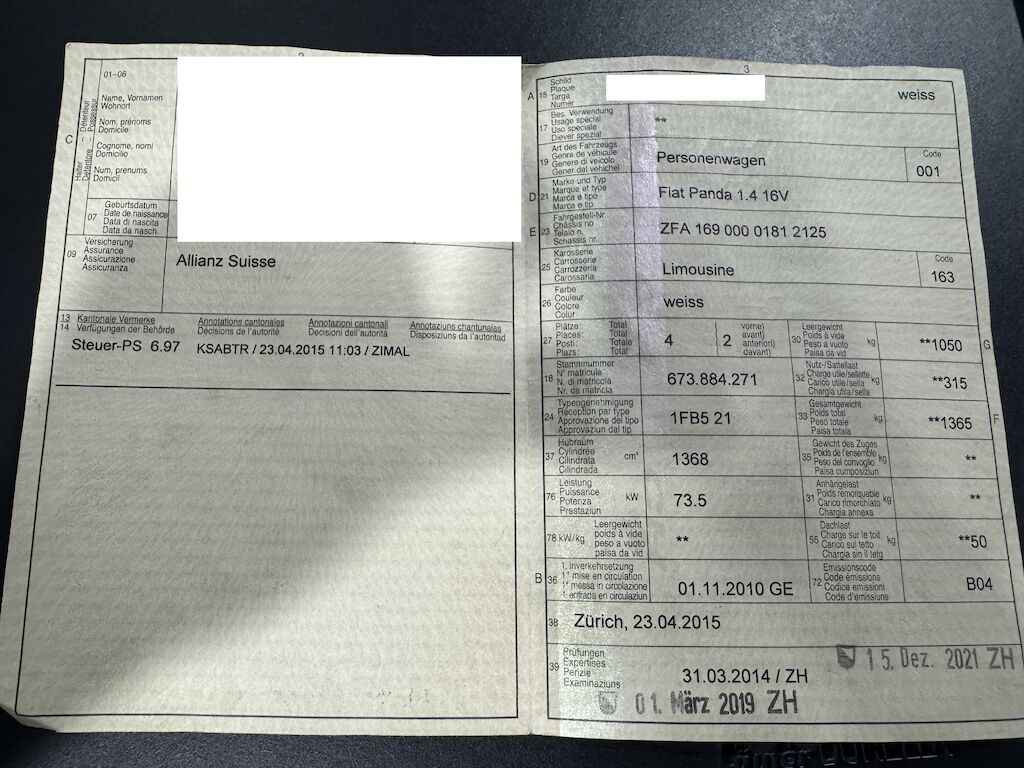 2
01-06
Name, Vornamen
Wohnort
Nom, prénoms
Domicile
Cognome, nomi
Domicilio
Num, prenums
Domicil
C
Halter Détenteur
Detentore Possessur
07
Geburtsdatum
Date de naissance
Data di nascita
Data da nasch.
09
Versicherung
Assurance
Assicurazione
Assicuranza
Allianz Suisse
13 Kantonale Vermerke Annotations cantonales Annotazioni cantonali Annotaziuns chantunalas
14 Verfügungen der Behörde Décisions de l'autorité Decisioni dell'autorità Disposiziuns da l'autoritad
Steuer-PS 6.97 KSABTR / 23.04.2015 11:03 / ZIMAL
3
A 15
Schild
Plaque
Targa
Numer
weiss
17
Bes. Verwendung
Usage spécial
Uso speciale
Diever spezial
**
19
Art des Fahrzeugs
Genre de véhicule
Genere di veicolo
Gener dal vehichel
Personenwagen
Code
001
D 21
Marke und Typ
Marque et type
Marca e tipo
Marca e tip
Fiat Panda 1.4 16V
E 23
Fahrgestell-Nr
Châssis no
Telaio n.
Schassis nr.
ZFA 169 000 0181 2125
25
Karosserie
Carrosserie
Carrozzeria
Carossaria
Limousine
Code
163
26
Farbe
Couleur
Colore
Colur
weiss
27
Plätze: Total
Places: Total
Posti: Totale
Plazs: Total
4
2
vorne)
avant)
anteriori)
davant)
30
Leergewicht
Poids à vide
Peso a vuoto
Paisa da vid
kg
**1050
G
18
Stammnummer
N° matricule
N. di matricola
Nr. da matricla
673.884.271
32
Nutz-/Sattellast
Charge utile/sellette
Carico utile/sella
Chargia utila/sella
kg
**315
24
Typengenehmigung
Réception par type
Approvazione del tipo
Approvaziun dal tip
1FB5 21
33
Gesamtgewicht
Poids total
Peso totale
Paisa totala
kg
**1365
F
37
Hubraum
Cylindrée
Cilindrata
Cilindrada
cm³
1368
35
Gewicht des Zuges
Poids de l'ensemble
Peso del convoglio
Paisa cumposiziun
kg
**
76
Leistung
Puissance
Potenza
Prestaziun
kW
73.5
31
Anhängelast
Poids remorquable
Carico rimorchiato
Chargia annexa
kg
**
78 kW/kg
Leergewicht
poids à vide
peso a vuoto
paisa da vid
**
55
Dachlast
Charge sur le toit
Carico sul tetto
Chargia sin il tetg
kg
**50
B 36
1. Inverkehrsetzung
1re mise en circulation
1a messa in circolazione
1. entrada en circulaziun
01.11.2010 GE
72
Emissionscode
Code émissions
Codice emissioni
Code d'emissiuns
B04
38
Zürich, 23.04.2015
39
Prüfungen
Expertises
Perizie
Examinaziuns
31.03.2014 / ZH
15. Dez. 2021 ZH
01. März 2019 ZH